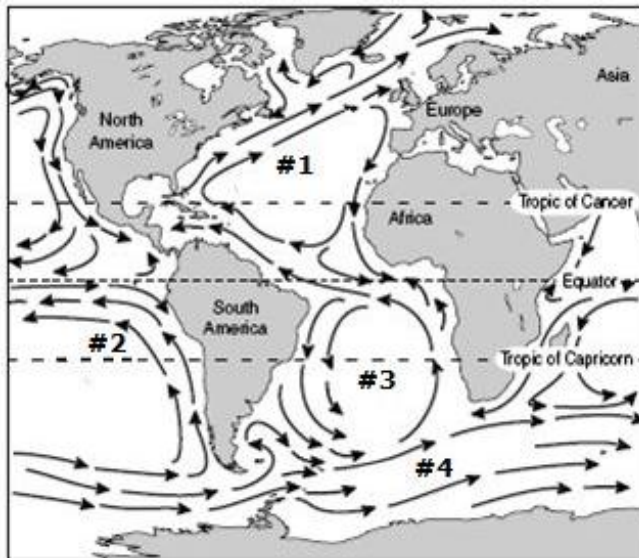 Asia
North
America
Europe
#1
Tropic of Cancer
Africa
Equator
South
America
#2
Tropic of Capricorn
#3
#4